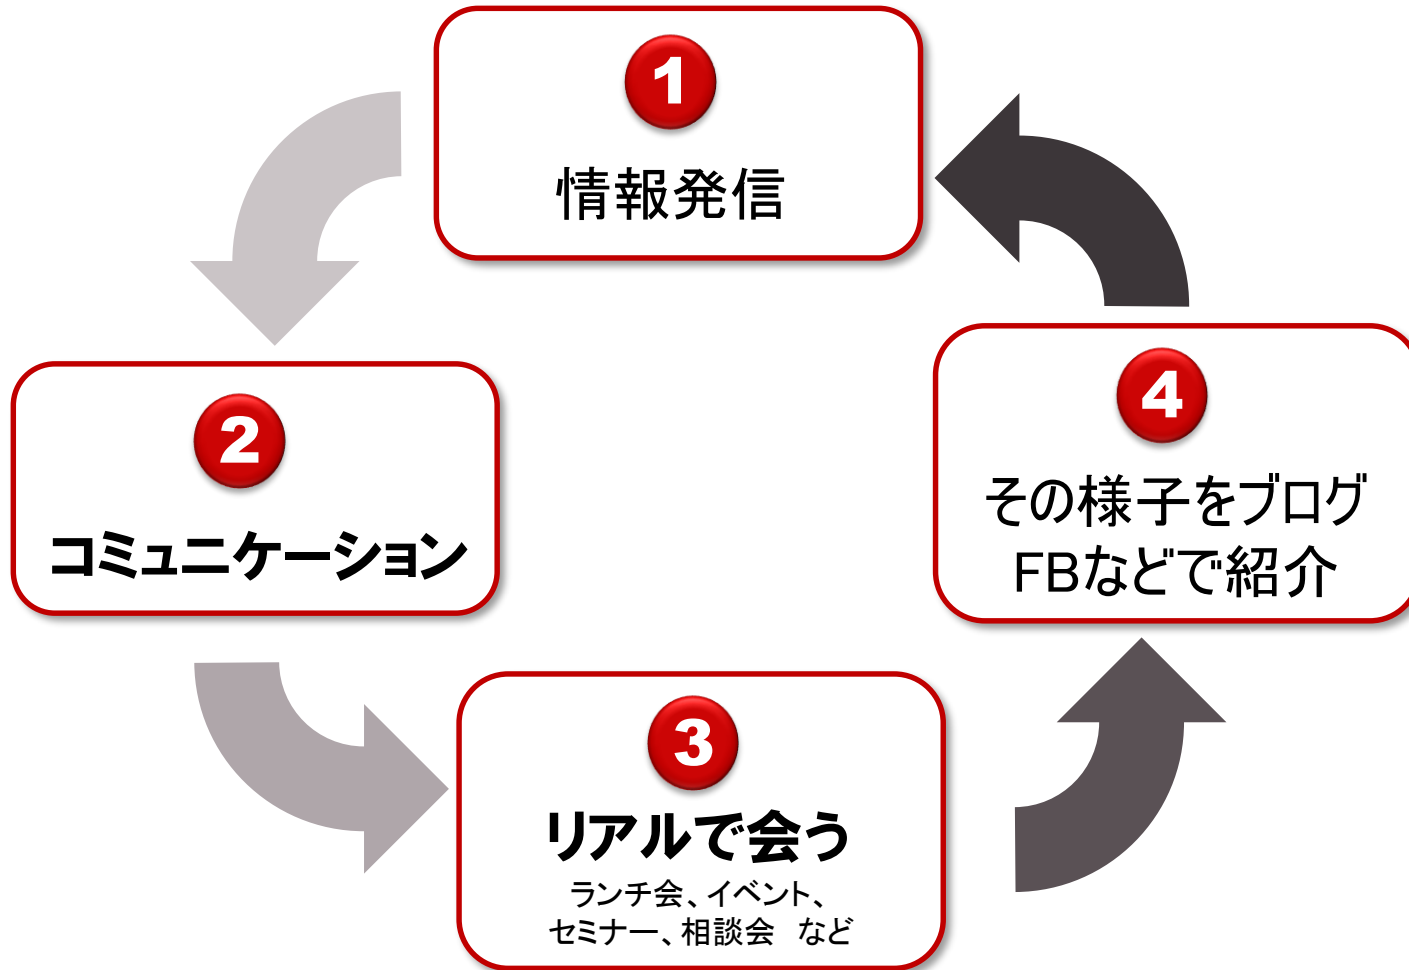 1
情報発信
2
コミュニケーション
3
リアルで会う
ランチ会、イベント、
セミナー、相談会　など
4
その様子をブログ
FBなどで紹介